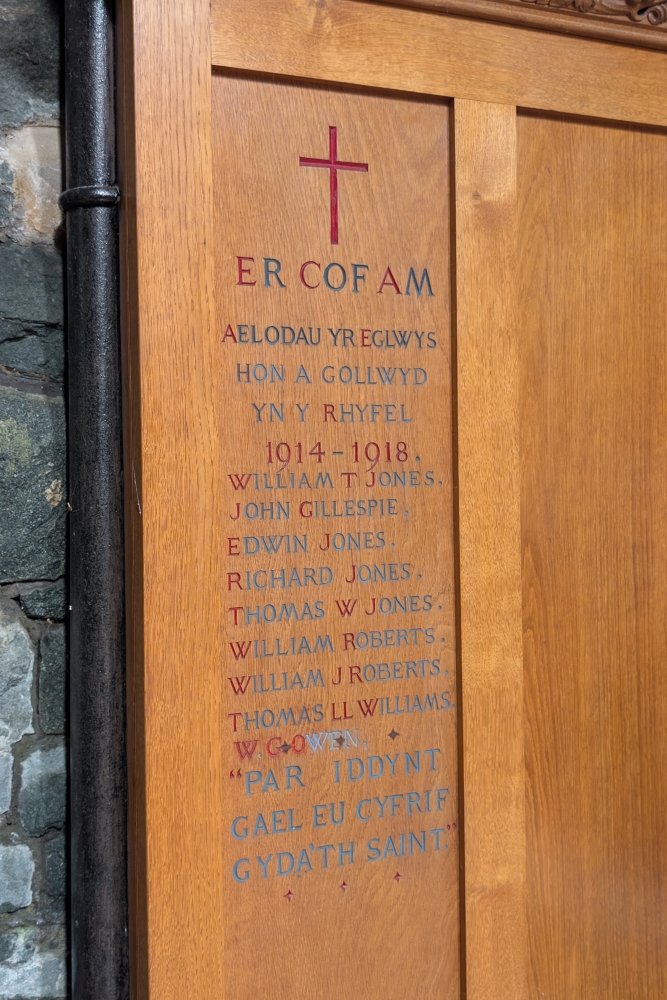 ER COF AM
AELODAU YR EGLWYS
HON A GOLLWYD
YN Y RHYFEL
1914-1918.
WILLIAM T JONES.
JOHN GILLESPIE,
EDWIN JONES.
RICHARD JONES.
THOMAS W JONES.
WILLIAM ROBERTS.
WILLIAM J ROBERTS.
THOMAS LL WILLIAMS.
W. G. OWEN.
"PAR IDDYNT
GAEL EU CYFRIF
GYDA'TH SAINT."